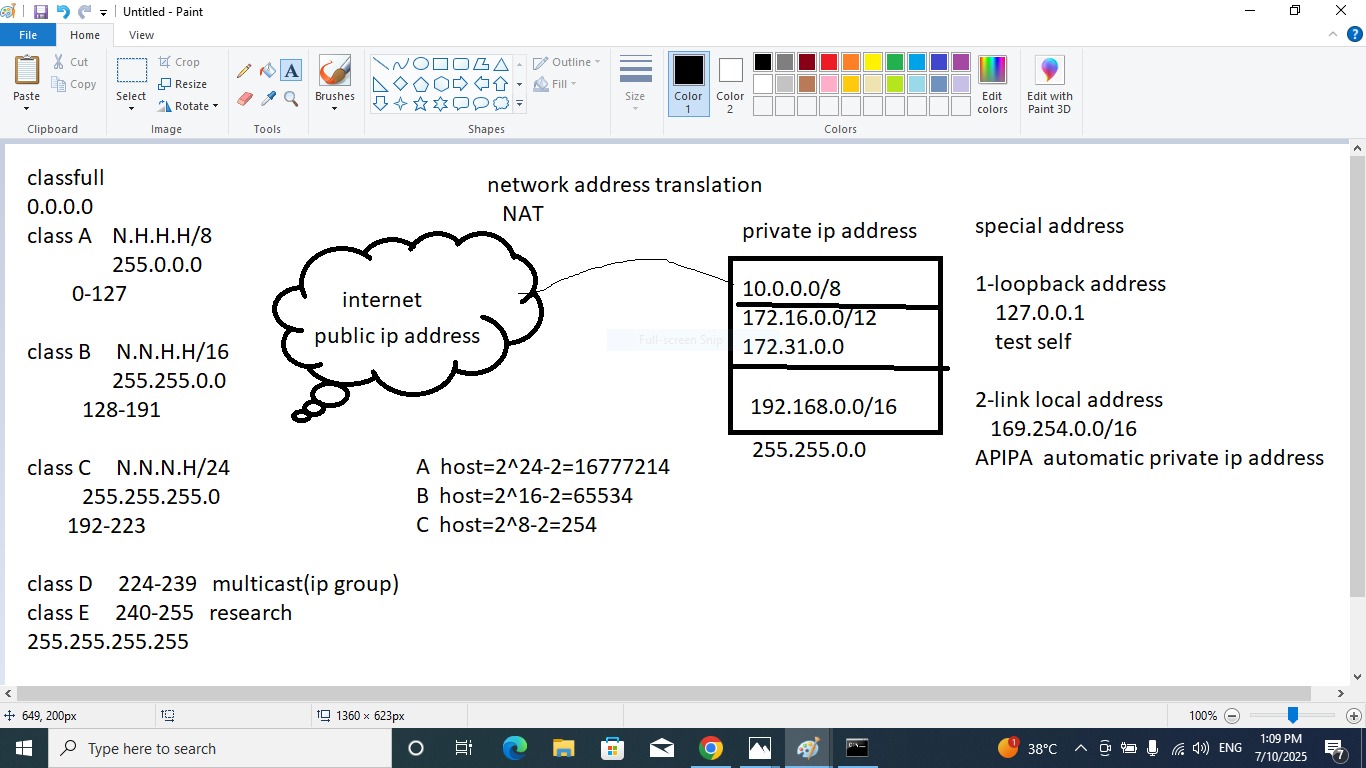 Untitled - Paint
File
Home
View
Paste
Cut
Copy
Clipboard
Select
Crop
Resize
Rotate
Image
A
Tools
Brushes
Outline
Fill
Shapes
Size
Color 1
Color 2
Edit colors
Colors
Edit with Paint 3D
classfull
0.0.0.0
class A N.H.H.H/8
255.0.0.0
0-127
class B N.N.H.H/16
255.255.0.0
128-191
class C N.N.N.H/24
255.255.255.0
192-223
class D 224-239 multicast(ip group)
class E 240-255 research
255.255.255.255
network address translation
NAT
internet
public ip address
Full-screen Snip
A host=2^24-2=16777214
B host=2^16-2=65534
C host=2^8-2=254
private ip address
10.0.0.0/8
172.16.0.0/12
172.31.0.0
192.168.0.0/16
255.255.0.0
special address
1-loopback address
127.0.0.1
test self
2-link local address
169.254.0.0/16
APIPA automatic private ip address
649, 200px
1360 × 623px
100%
Type here to search
1
38°C
ENG
1:09 PM
7/10/2025
7